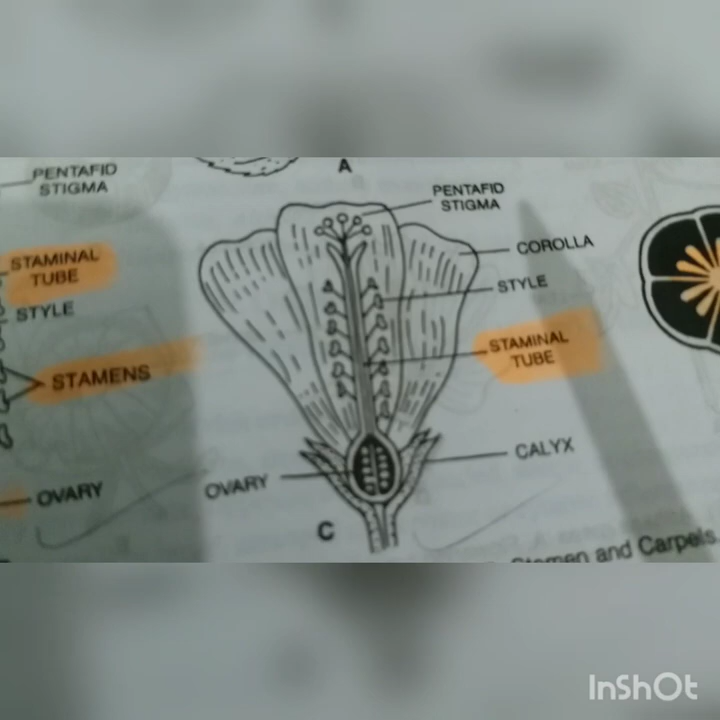 PENTAFID
STIGMA
STAMINAL
TUBE
STYLE
STAMENS
OVARY
A
PENTAFID
STIGMA
COROLLA
STYLE
STAMINAL
TUBE
CALYX
OVARY
C
Stamen and Carpels.
InShOt